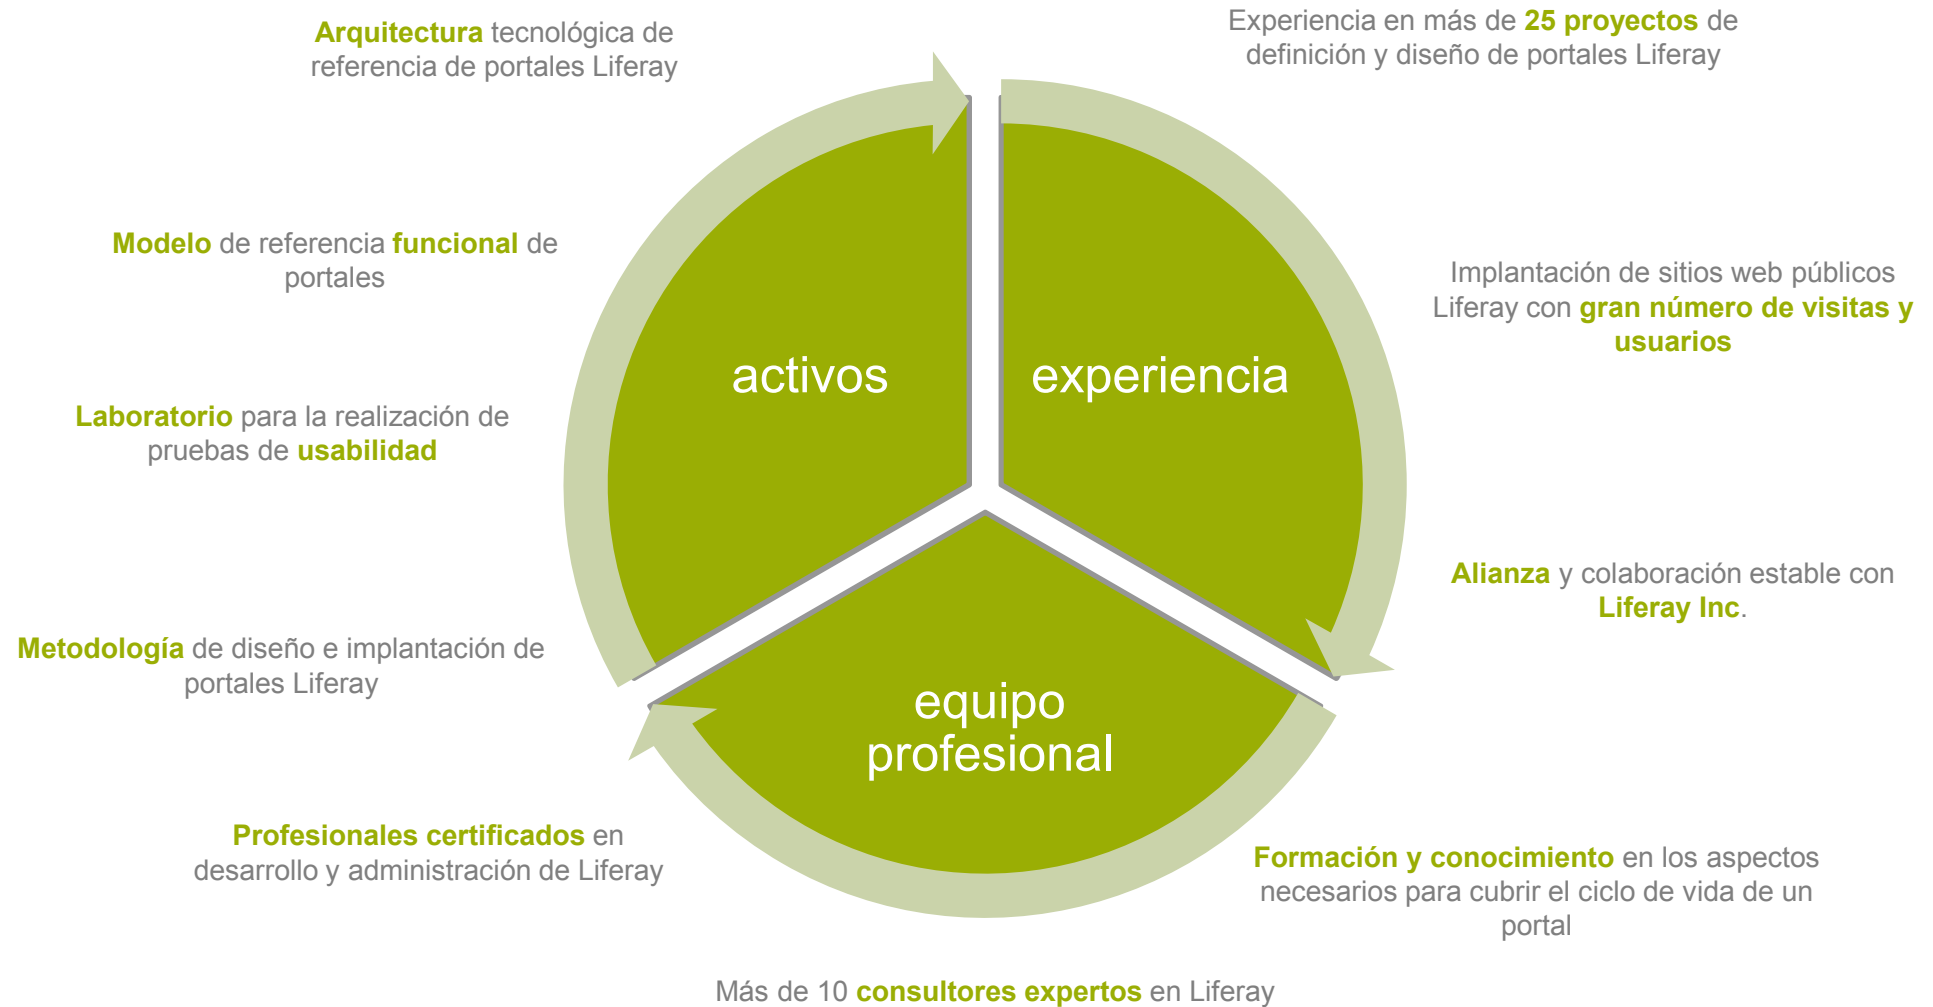 Arquitectura tecnológica de
referencia de portales Liferay
Experiencia en más de 25 proyectos de
definición y diseño de portales Liferay
Modelo de referencia funcional de
portales
Implantación de sitios web públicos
Liferay con gran número de visitas y
usuarios
activos
experiencia
Laboratorio para la realización de
pruebas de usabilidad
Alianza y colaboración estable con
Liferay Inc.
Metodología de diseño e implantación de
portales Liferay
equipo
profesional
Profesionales certificados en
desarrollo y administración de Liferay
Formación y conocimiento en los aspectos
necesarios para cubrir el ciclo de vida de un
portal
Más de 10 consultores expertos en Liferay